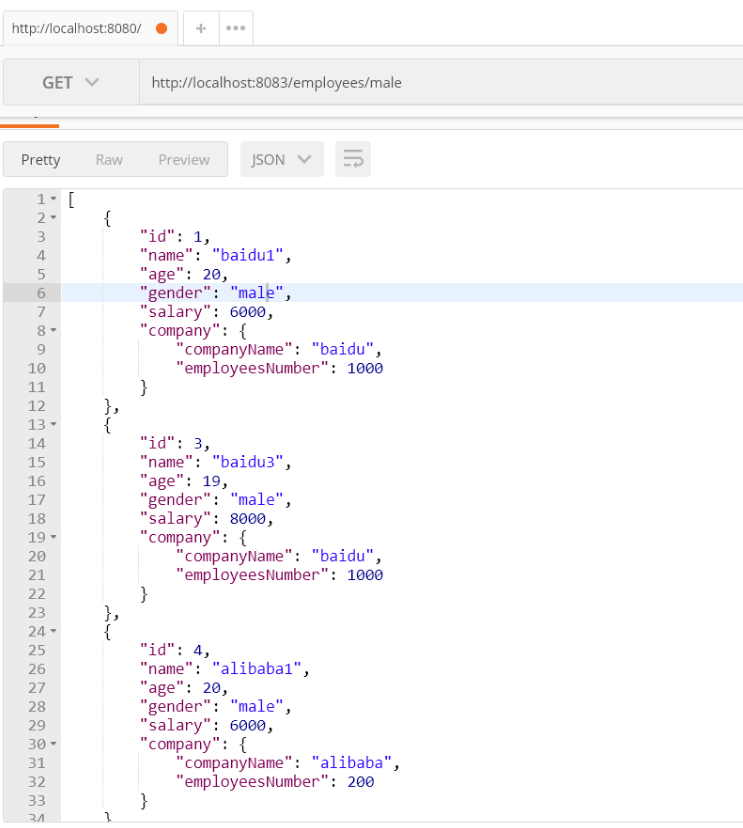 http://localhost:8080/
GET http://localhost:8083/employees/male
Pretty Raw Preview JSON
1 [
2 {
3 "id": 1,
4 "name": "baidu1",
5 "age": 20,
6 "gender": "male",
7 "salary": 6000,
8 "company": {
9 "companyName": "baidu",
10 "employeesNumber": 1000
11 }
12 },
13 {
14 "id": 3,
15 "name": "baidu3",
16 "age": 19,
17 "gender": "male",
18 "salary": 8000,
19 "company": {
20 "companyName": "baidu",
21 "employeesNumber": 1000
22 }
23 },
24 {
25 "id": 4,
26 "name": "alibaba1",
27 "age": 20,
28 "gender": "male",
29 "salary": 6000,
30 "company": {
31 "companyName": "alibaba",
32 "employeesNumber": 200
33 }
34 }